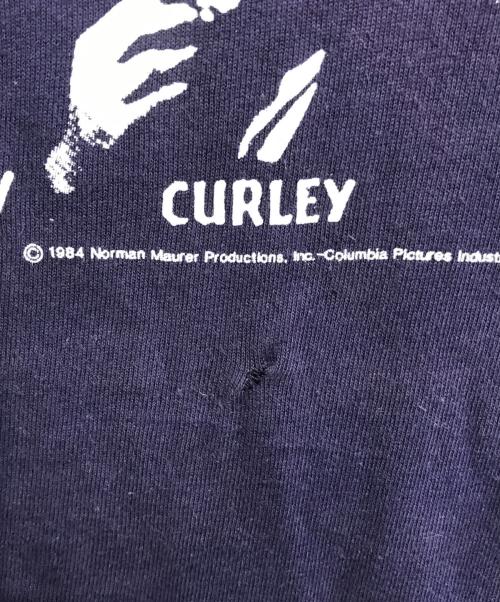 CURLEY
© 1984 Norman Maurer Productions, Inc.-Columbia Pictures